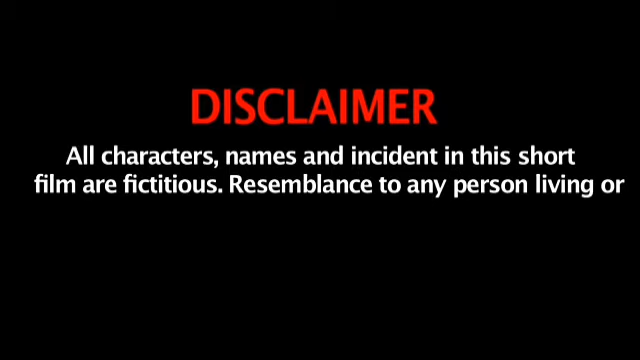 DISCLAIMER
All characters, names and incident in this short
film are fictitious. Resemblance to any person living or